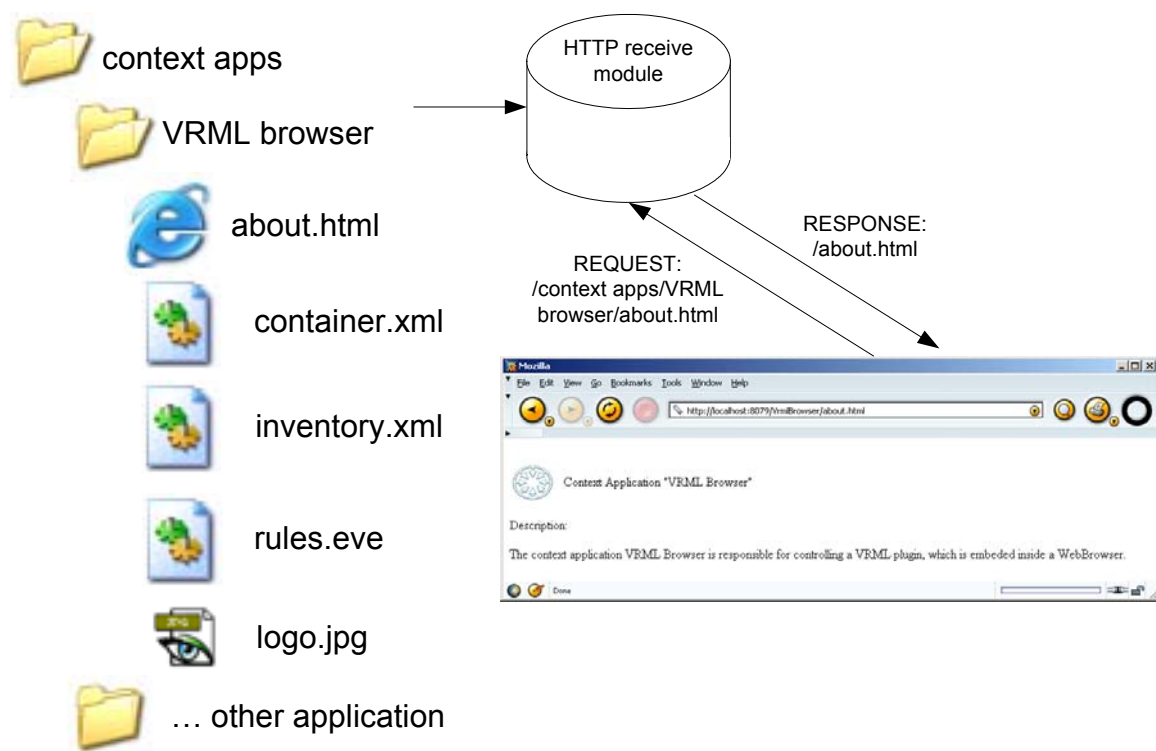 context apps
VRML browser
about.html
container.xml
inventory.xml
rules.eve
JPG
logo.jpg
… other application
HTTP receive
module
RESPONSE:
/about.html
REQUEST:
/context apps/VRML
browser/about.html
Mozilla
File Edit View Go Bookmarks Tools Window Help
http://localhost:8079/VrmlBrowser/about.html
Context Application "VRML Browser"
Description:
The context application VRML Browser is responsible for controlling a VRML plugin, which is embeded inside a WebBrowser.
Done